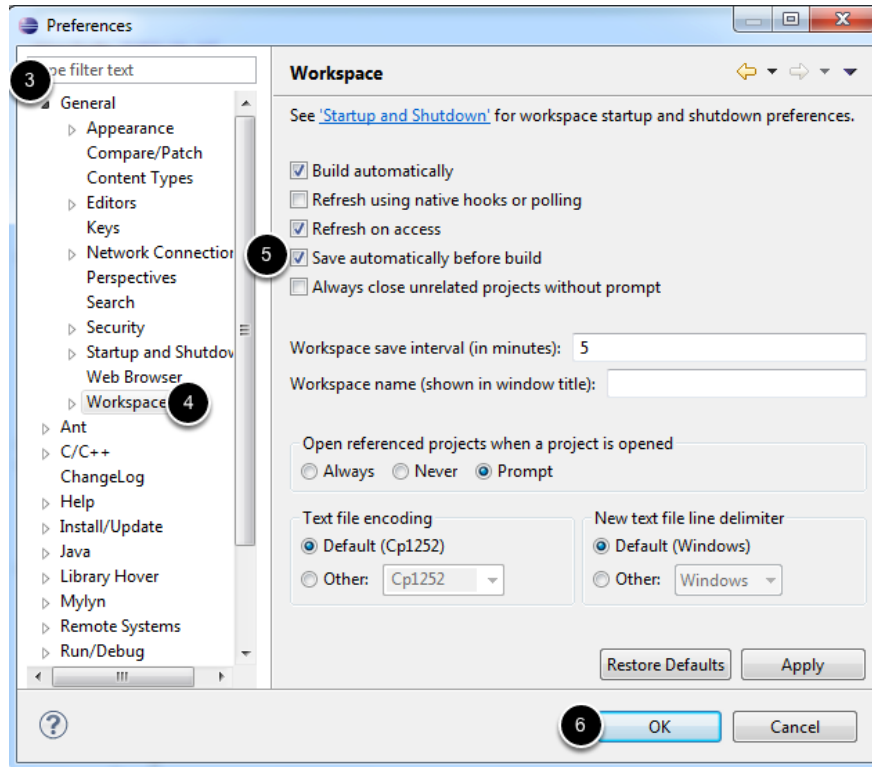 Preferences
3
pe filter text
General
Appearance
Compare/Patch
Content Types
Editors
Keys
Network Connection
Perspectives
Search
Security
Startup and Shutdov
Web Browser
Workspace
4
Ant
C/C++
ChangeLog
Help
Install/Update
Java
Library Hover
Mylyn
Remote Systems
Run/Debug
Workspace
See 'Startup and Shutdown' for workspace startup and shutdown preferences.
Build automatically
Refresh using native hooks or polling
Refresh on access
5
Save automatically before build
Always close unrelated projects without prompt
Workspace save interval (in minutes): 5
Workspace name (shown in window title):
Open referenced projects when a project is opened
Always Never Prompt
Text file encoding
Default (Cp1252)
Other: Cp1252
New text file line delimiter
Default (Windows)
Other: Windows
Restore Defaults Apply
?
6
OK Cancel